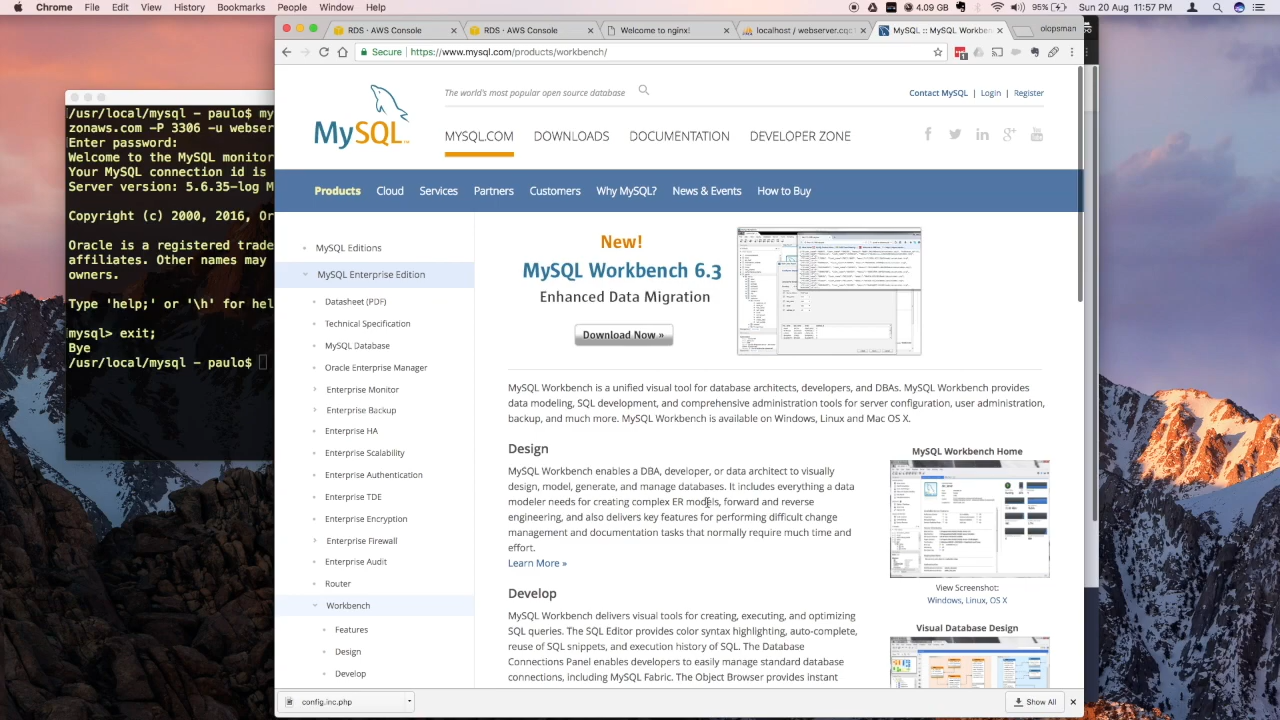 Chrome File Edit View History Bookmarks People Window Help
96% Sun 20 Nov 11:52 PM
RDS · AWS Console
RDS · AWS Console
Welcome to nginx!
localhost / webserver.cqc
MySQL :: MySQL Workbenc
olopsman
Secure https://www.mysql.com/products/workbench/
The world's most popular open source database
Contact MySQL | Login | Register
MySQL
MYSQL.COM DOWNLOADS DOCUMENTATION DEVELOPER ZONE
Products Cloud Services Partners Customers Why MySQL? News & Events How to Buy
/usr/local/mysql - paulo$ my
zonaws.com -P 3306 -u webser
Enter password:
Welcome to the MySQL monitor
Your MySQL connection id is
Server version: 5.6.35-log M
Copyright (c) 2000, 2016, Or
Oracle is a registered trade
affiliates. Other names may
owners.
Type 'help;' or '\h' for hel
mysql> exit;
Bye
/usr/local/mysql - paulo$
MySQL Editions
MySQL Enterprise Edition
Datasheet (PDF)
Technical Specification
MySQL Database
Oracle Enterprise Manager
Enterprise Monitor
Enterprise Backup
Enterprise HA
Enterprise Scalability
Enterprise Authentication
Enterprise TDE
Enterprise Encryption
Enterprise Firewall
Enterprise Audit
Router
Workbench
Features
Design
Develop
New!
MySQL Workbench 6.3
Enhanced Data Migration
Download Now »
MySQL Workbench is a unified visual tool for database architects, developers, and DBAs. MySQL Workbench provides
data modeling, SQL development, and comprehensive administration tools for server configuration, user administration,
backup, and much more. MySQL Workbench is available on Windows, Linux and Mac OS X.
Design
MySQL Workbench enables a DBA, developer, or data architect to visually
design, model, generate, and manage databases. It includes everything a data
modeler needs for creating complex ER models, forward and reverse
engineering, and also delivers key features for performing difficult change
management and documentation tasks that normally require much time and
effort.
Learn More »
Develop
MySQL Workbench delivers visual tools for creating, executing, and optimizing
SQL queries. The SQL Editor provides color syntax highlighting, auto-complete,
reuse of SQL snippets, and execution history of SQL. The Database
Connections Panel enables developers to easily manage standard database
connections, including MySQL Fabric. The Object Browser provides instant
MySQL Workbench Home
View Screenshot:
Windows, Linux, OS X
Visual Database Design
config.inc.php
Show All